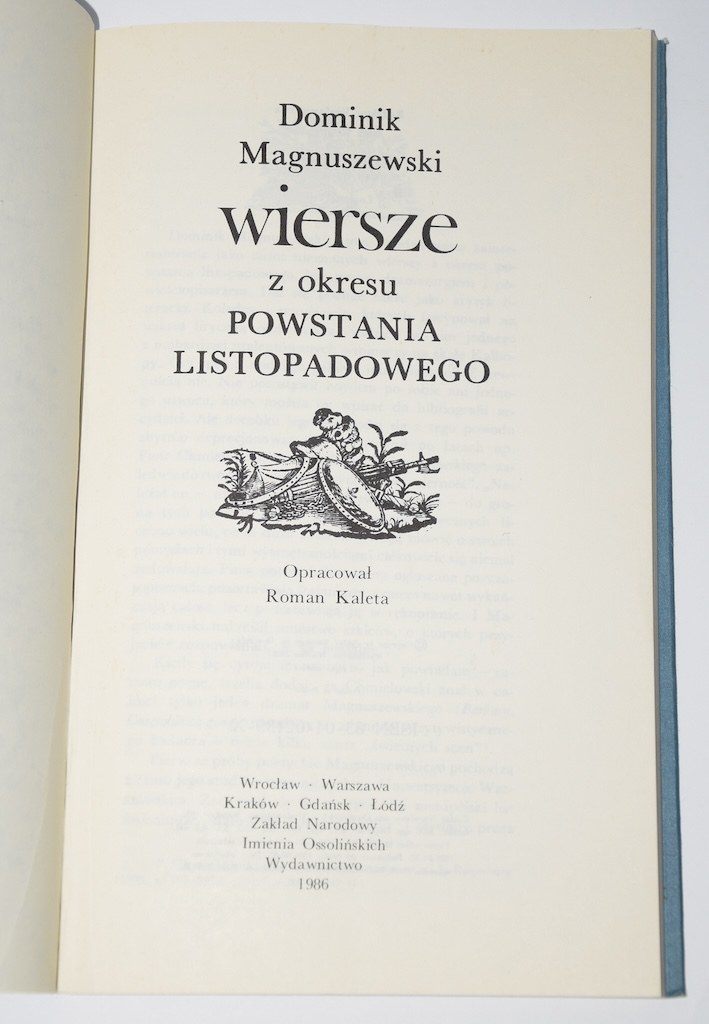 Dominik
Magnuszewski
wiersze
z okresu
POWSTANIA
LISTOPADOWEGO
Opracował
Roman Kaleta
Wrocław · Warszawa
Kraków · Gdańsk · Łódź
Zakład Narodowy
Imienia Ossolińskich
Wydawnictwo
1986